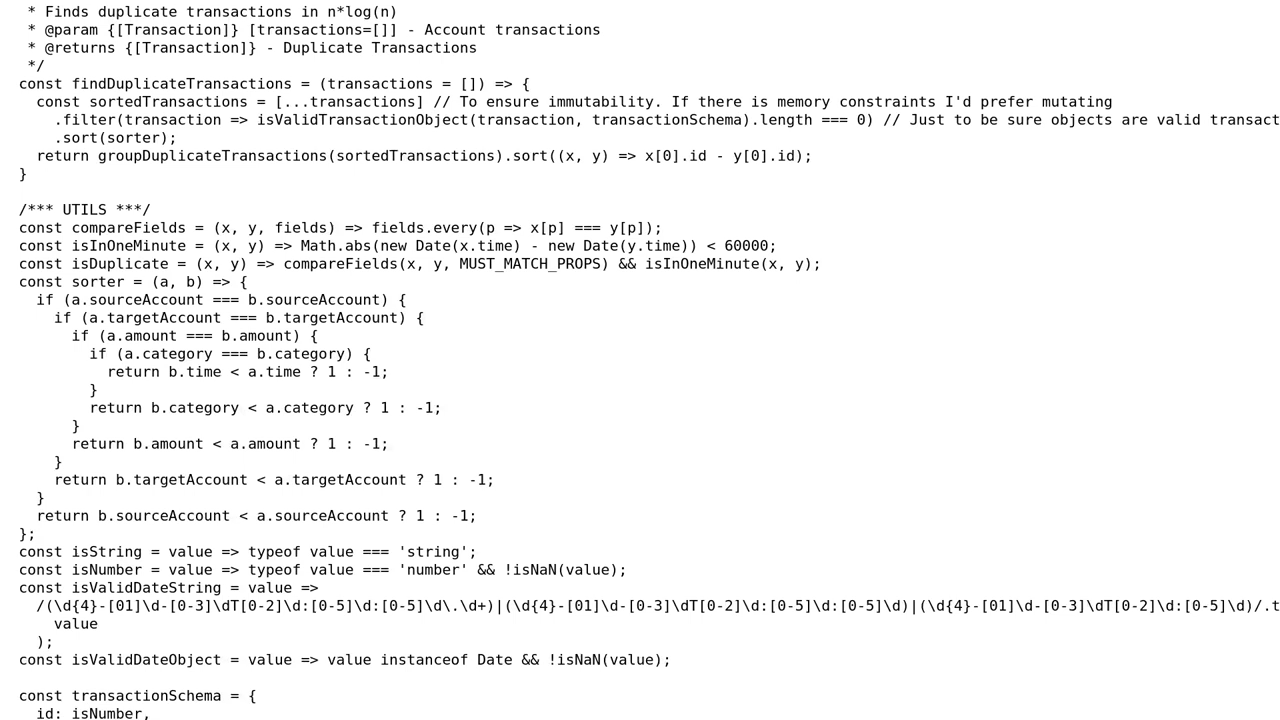 * Finds duplicate transactions in n*log(n)
 * @param {[Transaction]} [transactions=[]] - Account transactions
 * @returns {[Transaction]} - Duplicate Transactions
 */
const findDuplicateTransactions = (transactions = []) => {
  const sortedTransactions = [...transactions] // To ensure immutability. If there is memory constraints I'd prefer mutating
    .filter(transaction => isValidTransactionObject(transaction, transactionSchema).length === 0) // Just to be sure objects are valid transact
    .sort(sorter);
  return groupDuplicateTransactions(sortedTransactions).sort((x, y) => x[0].id - y[0].id);
}

/*** UTILS ***/
const compareFields = (x, y, fields) => fields.every(p => x[p] === y[p]);
const isInOneMinute = (x, y) => Math.abs(new Date(x.time) - new Date(y.time)) < 60000;
const isDuplicate = (x, y) => compareFields(x, y, MUST_MATCH_PROPS) && isInOneMinute(x, y);
const sorter = (a, b) => {
  if (a.sourceAccount === b.sourceAccount) {
    if (a.targetAccount === b.targetAccount) {
      if (a.amount === b.amount) {
        if (a.category === b.category) {
          return b.time < a.time ? 1 : -1;
        }
        return b.category < a.category ? 1 : -1;
      }
      return b.amount < a.amount ? 1 : -1;
    }
    return b.targetAccount < a.targetAccount ? 1 : -1;
  }
  return b.sourceAccount < a.sourceAccount ? 1 : -1;
};
const isString = value => typeof value === 'string';
const isNumber = value => typeof value === 'number' && !isNaN(value);
const isValidDateString = value =>
  /(\d{4}-[01]\d-[0-3]\dT[0-2]\d:[0-5]\d:[0-5]\d\.\d+)|(\d{4}-[01]\d-[0-3]\dT[0-2]\d:[0-5]\d:[0-5]\d)|(\d{4}-[01]\d-[0-3]\dT[0-2]\d:[0-5]\d)/.t
    value
  );
const isValidDateObject = value => value instanceof Date && !isNaN(value);

const transactionSchema = {
  id: isNumber,